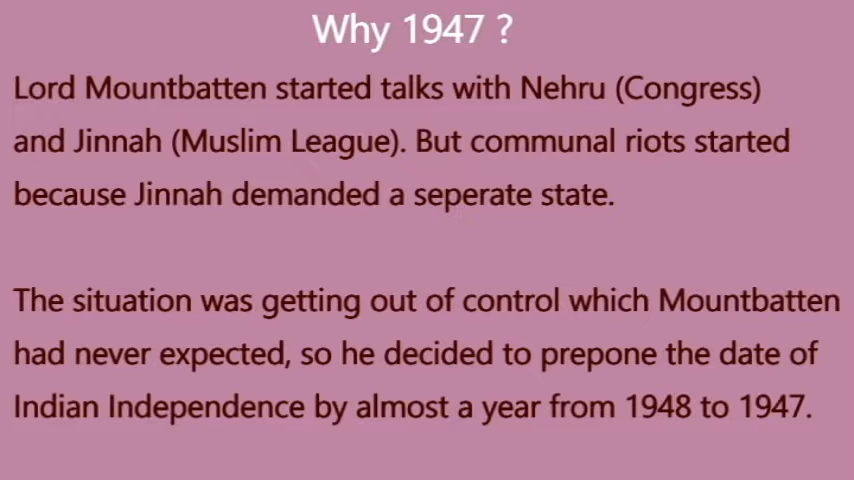 Why 1947 ?
Lord Mountbatten started talks with Nehru (Congress)
and Jinnah (Muslim League). But communal riots started
because Jinnah demanded a seperate state.
The situation was getting out of control which Mountbatten
had never expected, so he decided to prepone the date of
Indian Independence by almost a year from 1948 to 1947.